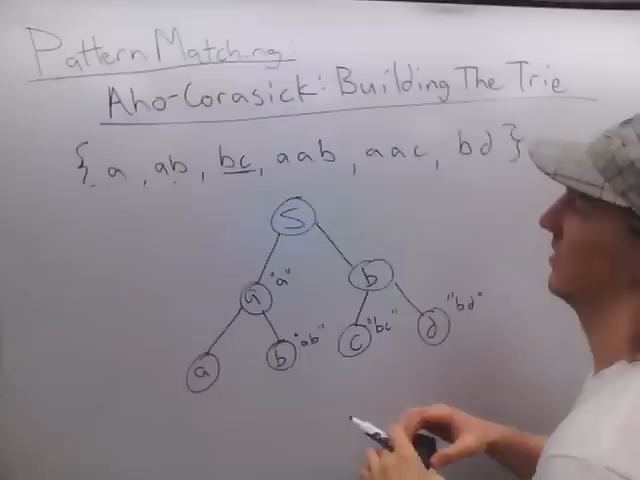 Pattern Matching:
Aho-Corasick: Building The Trie
{ a, ab, bc, aab, aac, bd }
S
a "a" b
a b "ab" c "bc" d "bd"